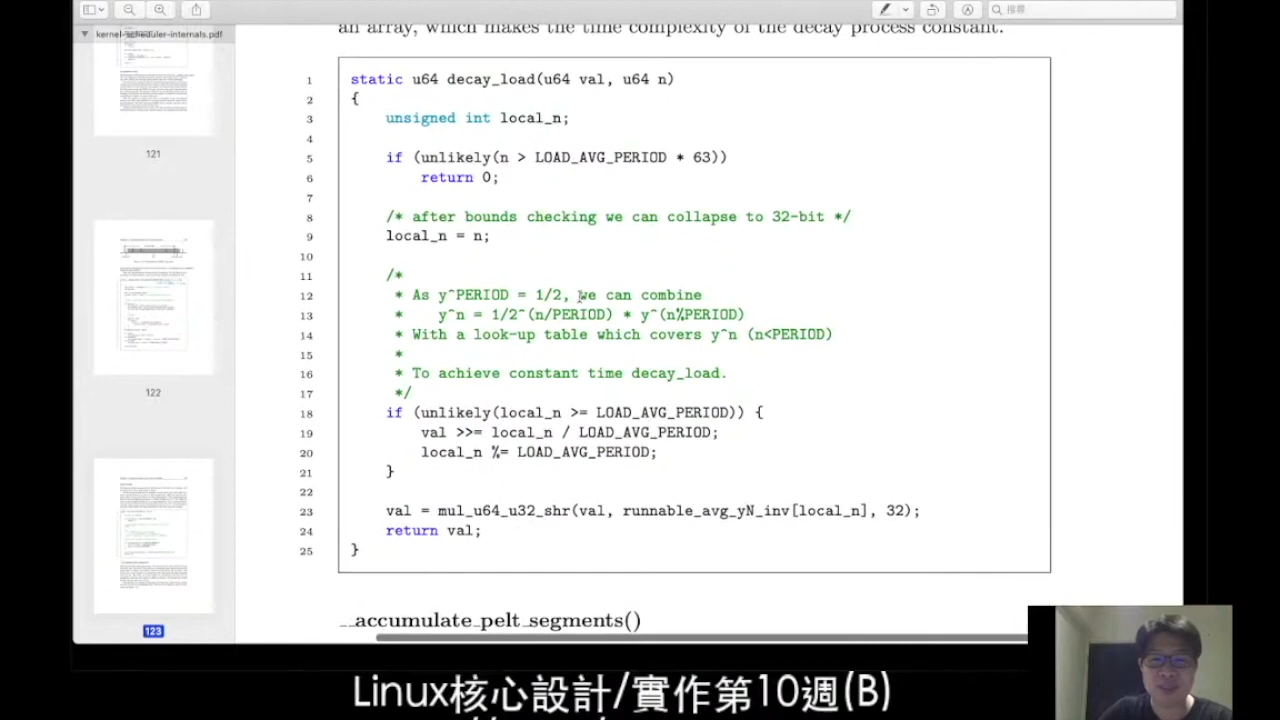 搜尋
kernel-scheduler-internals.pdf
an array, which makes the time complexity of the decay process constant.
121
122
123
1 static u64 decay_load(u64 val, u64 n)
2 {
3 unsigned int local_n;
4
5 if (unlikely(n > LOAD_AVG_PERIOD * 63))
6 return 0;
7
8 /* after bounds checking we can collapse to 32-bit */
9 local_n = n;
10
11 /*
12 * As y^PERIOD = 1/2, we can combine
13 * y^n = 1/2^(n/PERIOD) * y^(n%PERIOD)
14 * With a look-up table which covers y^n (n<PERIOD)
15 *
16 * To achieve constant time decay_load.
17 */
18 if (unlikely(local_n >= LOAD_AVG_PERIOD)) {
19 val >>= local_n / LOAD_AVG_PERIOD;
20 local_n %= LOAD_AVG_PERIOD;
21 }
22
23 val = mul_u64_u32_shr(val, runnable_avg_yN_inv[local_n], 32);
24 return val;
25 }
__accumulate_pelt_segments()
Linux核心設計/實作第10週(B)